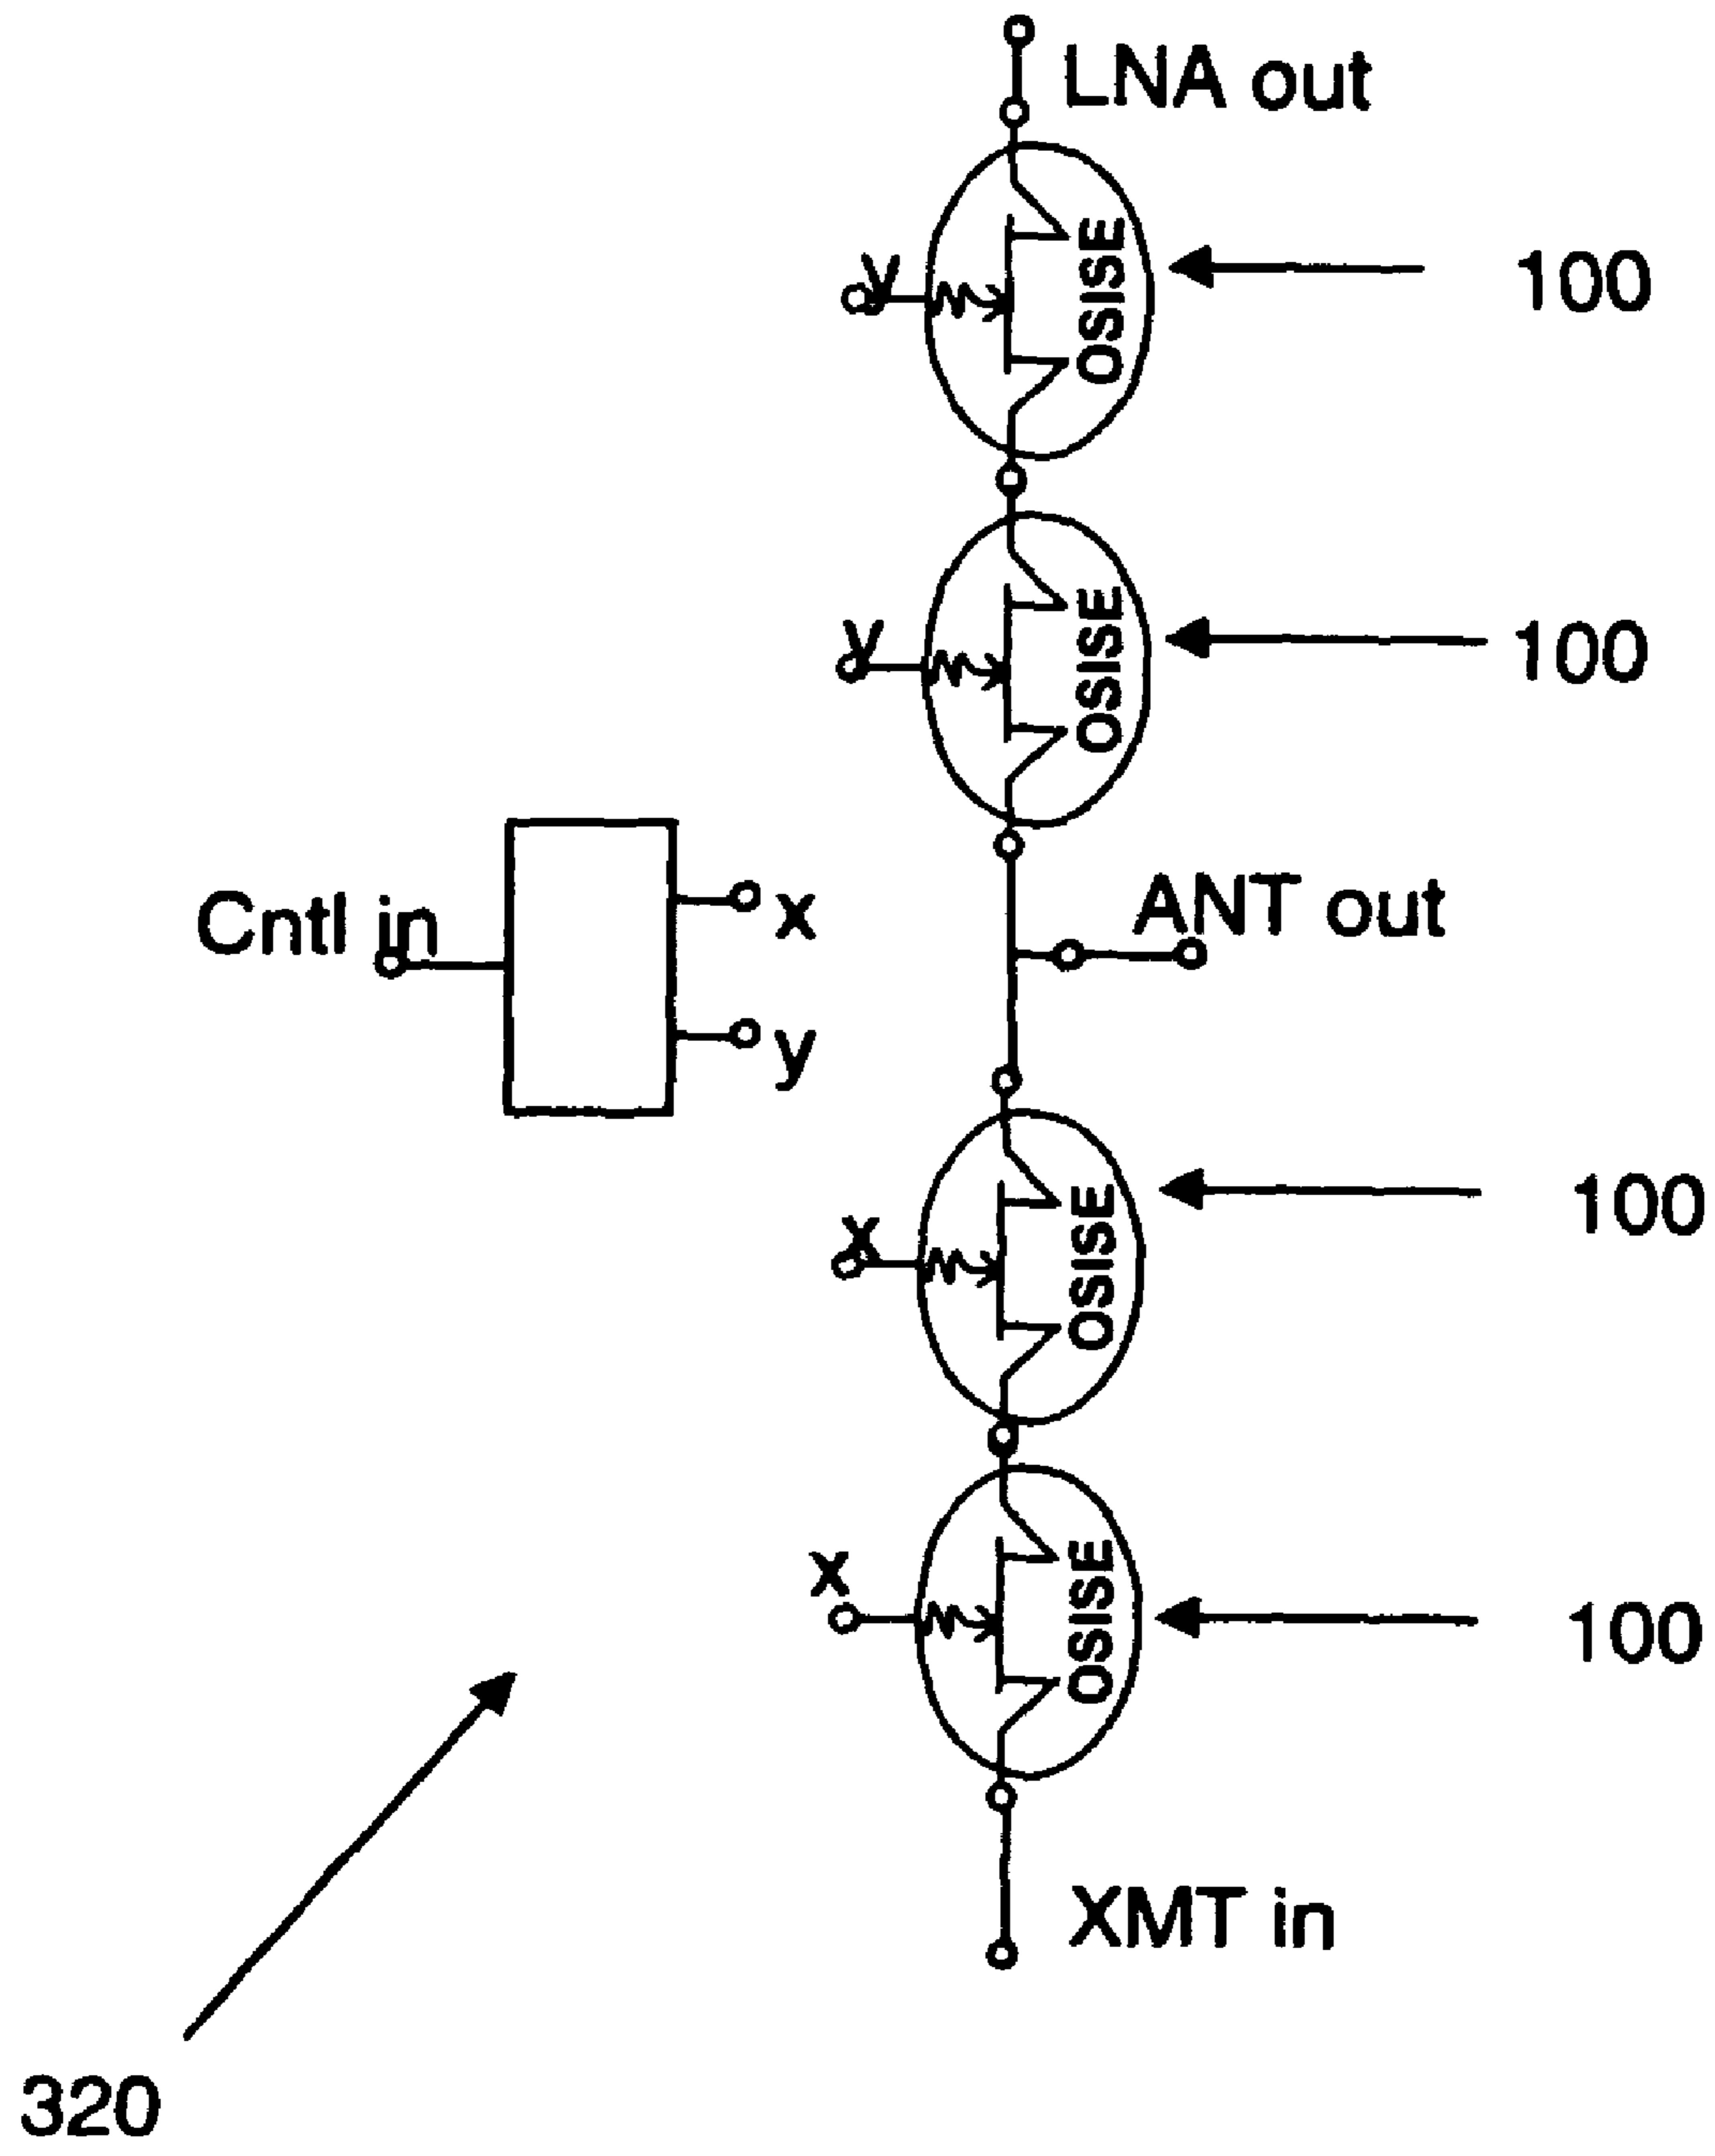 LNA out
y
OSISE
100
y
OSISE
100
Cntl in
x
ANT out
y
x
OSISE
100
x
OSISE
100
XMT in
320